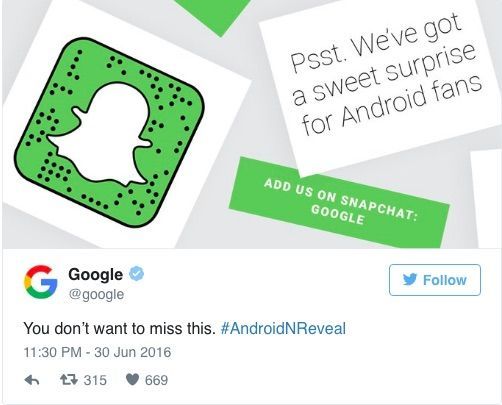 Psst. We've got
a sweet surprise
for Android fans
ADD US ON SNAPCHAT:
GOOGLE
Google
@google
Follow
You don't want to miss this. #AndroidNReveal
11:30 PM - 30 Jun 2016
315 669